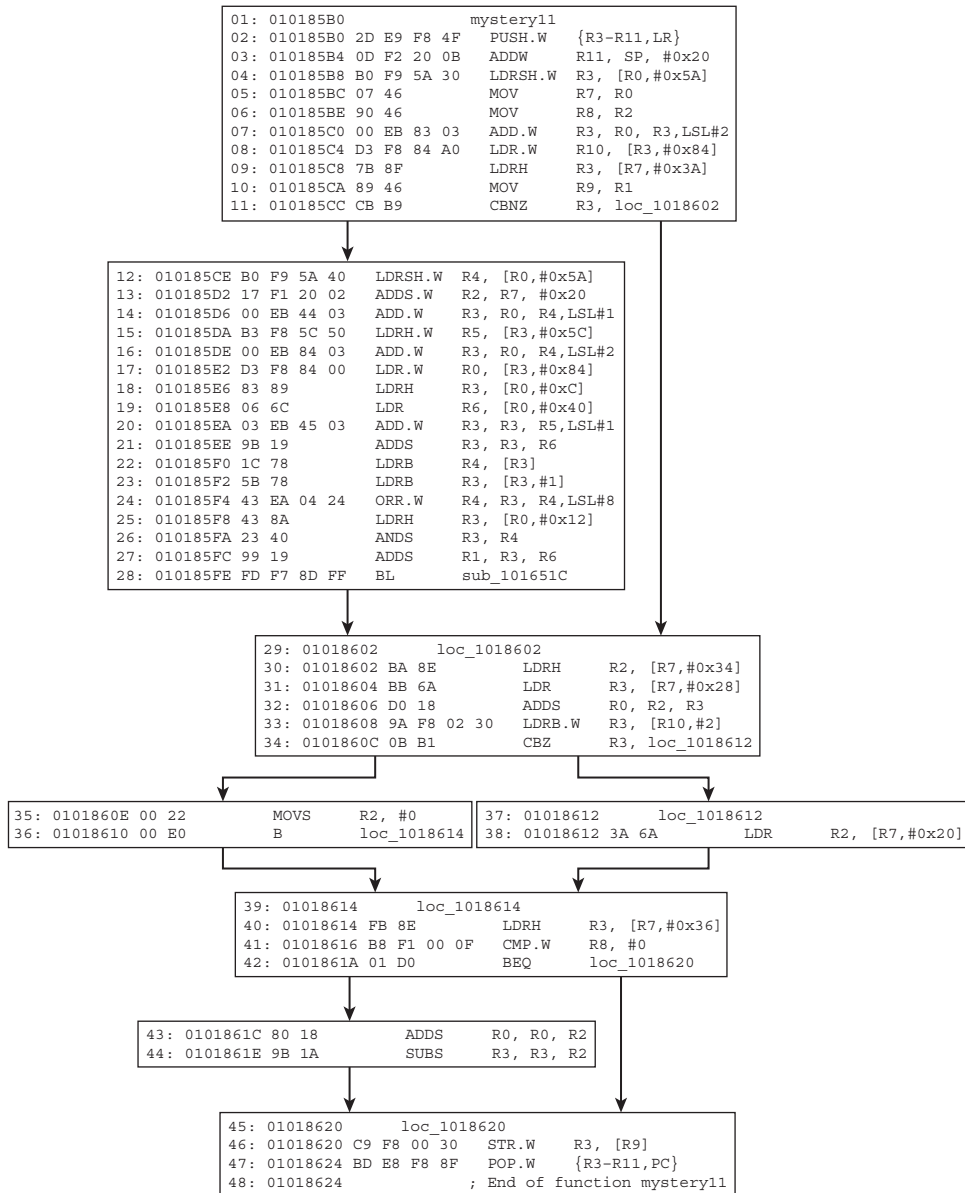 01: 010185B0 mystery11
02: 010185B0 2D E9 F8 4F PUSH.W {R3-R11,LR}
03: 010185B4 0D F2 20 0B ADDW R11, SP, #0x20
04: 010185B8 B0 F9 5A 30 LDRSH.W R3, [R0,#0x5A]
05: 010185BC 07 46 MOV R7, R0
06: 010185BE 90 46 MOV R8, R2
07: 010185C0 00 EB 83 03 ADD.W R3, R0, R3,LSL#2
08: 010185C4 D3 F8 84 A0 LDR.W R10, [R3,#0x84]
09: 010185C8 7B 8F LDRH R3, [R7,#0x3A]
10: 010185CA 89 46 MOV R9, R1
11: 010185CC CB B9 CBNZ R3, loc_1018602
12: 010185CE B0 F9 5A 40 LDRSH.W R4, [R0,#0x5A]
13: 010185D2 17 F1 20 02 ADDS.W R2, R7, #0x20
14: 010185D6 00 EB 44 03 ADD.W R3, R0, R4,LSL#1
15: 010185DA B3 F8 5C 50 LDRH.W R5, [R3,#0x5C]
16: 010185DE 00 EB 84 03 ADD.W R3, R0, R4,LSL#2
17: 010185E2 D3 F8 84 00 LDR.W R0, [R3,#0x84]
18: 010185E6 83 89 LDRH R3, [R0,#0xC]
19: 010185E8 06 6C LDR R6, [R0,#0x40]
20: 010185EA 03 EB 45 03 ADD.W R3, R3, R5,LSL#1
21: 010185EE 9B 19 ADDS R3, R3, R6
22: 010185F0 1C 78 LDRB R4, [R3]
23: 010185F2 5B 78 LDRB R3, [R3,#1]
24: 010185F4 43 EA 04 24 ORR.W R4, R3, R4,LSL#8
25: 010185F8 43 8A LDRH R3, [R0,#0x12]
26: 010185FA 23 40 ANDS R3, R4
27: 010185FC 99 19 ADDS R1, R3, R6
28: 010185FE FD F7 8D FF BL sub_101651C
29: 01018602 loc_1018602
30: 01018602 BA 8E LDRH R2, [R7,#0x34]
31: 01018604 BB 6A LDR R3, [R7,#0x28]
32: 01018606 D0 18 ADDS R0, R2, R3
33: 01018608 9A F8 02 30 LDRB.W R3, [R10,#2]
34: 0101860C 0B B1 CBZ R3, loc_1018612
35: 0101860E 00 22 MOVS R2, #0
36: 01018610 00 E0 B loc_1018614
37: 01018612 loc_1018612
38: 01018612 3A 6A LDR R2, [R7,#0x20]
39: 01018614 loc_1018614
40: 01018614 FB 8E LDRH R3, [R7,#0x36]
41: 01018616 B8 F1 00 0F CMP.W R8, #0
42: 0101861A 01 D0 BEQ loc_1018620
43: 0101861C 80 18 ADDS R0, R0, R2
44: 0101861E 9B 1A SUBS R3, R3, R2
45: 01018620 loc_1018620
46: 01018620 C9 F8 00 30 STR.W R3, [R9]
47: 01018624 BD E8 F8 8F POP.W {R3-R11,PC}
48: 01018624 ; End of function mystery11